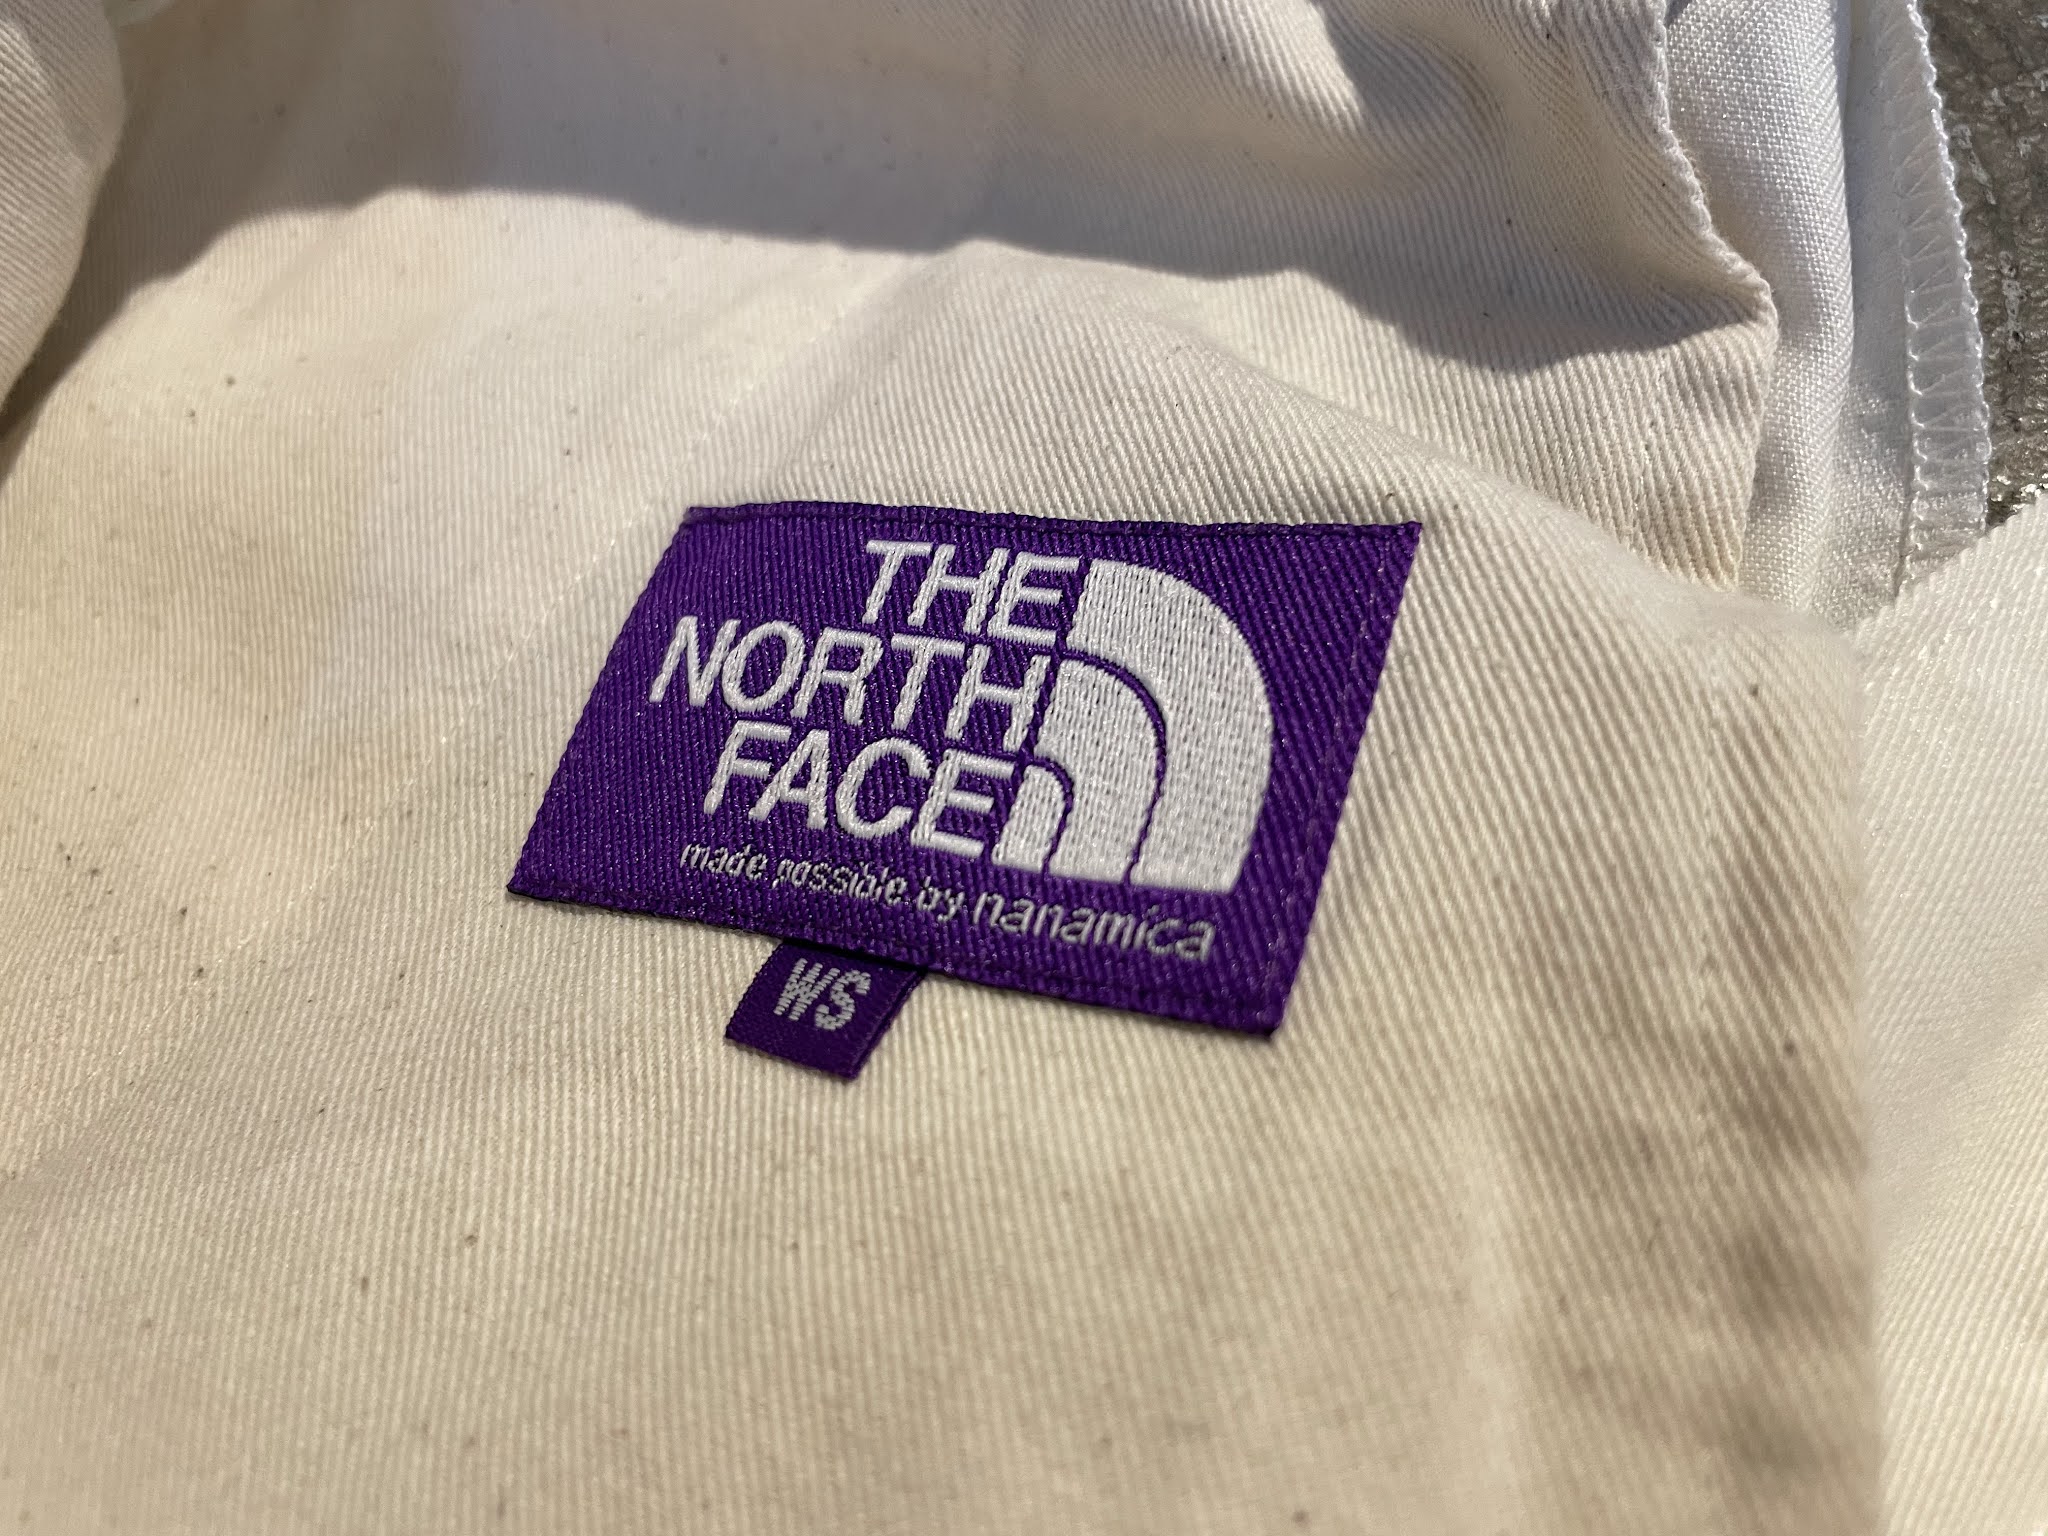 THE
NORTH
FACE
made possible by nanamica
WS